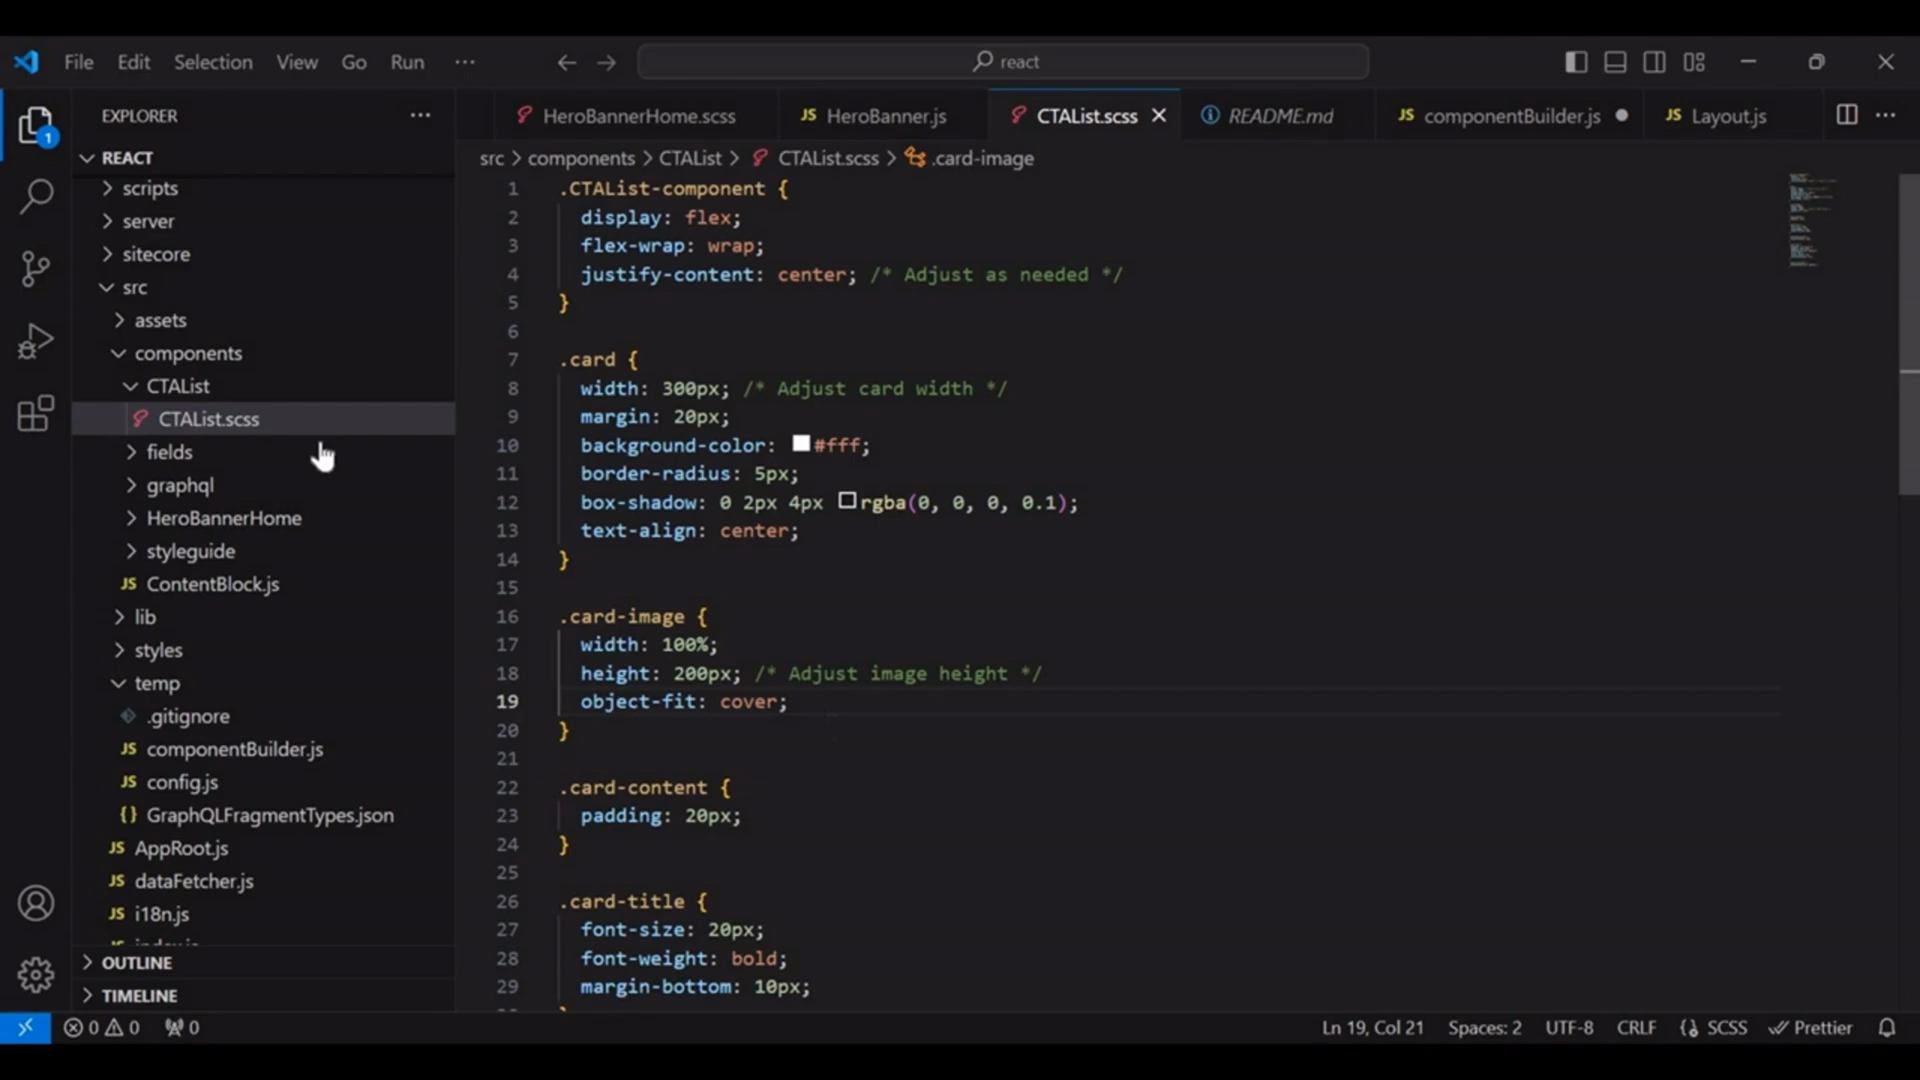 File Edit Selection View Go Run ···
react
EXPLORER ···
1
REACT
scripts
server
sitecore
src
assets
components
CTAList
CTAList.scss
fields
graphql
HeroBannerHome
styleguide
JS ContentBlock.js
lib
styles
temp
.gitignore
JS componentBuilder.js
JS config.js
{} GraphQLFragmentTypes.json
JS AppRoot.js
JS dataFetcher.js
JS i18n.js
OUTLINE
TIMELINE
HeroBannerHome.scss JS HeroBanner.js CTAList.scss README.md JS componentBuilder.js JS Layout.js ···
src > components > CTAList > CTAList.scss > .card-image
1 .CTAList-component {
2 display: flex;
3 flex-wrap: wrap;
4 justify-content: center; /* Adjust as needed */
5 }
6
7 .card {
8 width: 300px; /* Adjust card width */
9 margin: 20px;
10 background-color: #fff;
11 border-radius: 5px;
12 box-shadow: 0 2px 4px rgba(0, 0, 0, 0.1);
13 text-align: center;
14 }
15
16 .card-image {
17 width: 100%;
18 height: 200px; /* Adjust image height */
19 object-fit: cover;
20 }
21
22 .card-content {
23 padding: 20px;
24 }
25
26 .card-title {
27 font-size: 20px;
28 font-weight: bold;
29 margin-bottom: 10px;
0 0 0 Ln 19, Col 21 Spaces: 2 UTF-8 CRLF SCSS Prettier